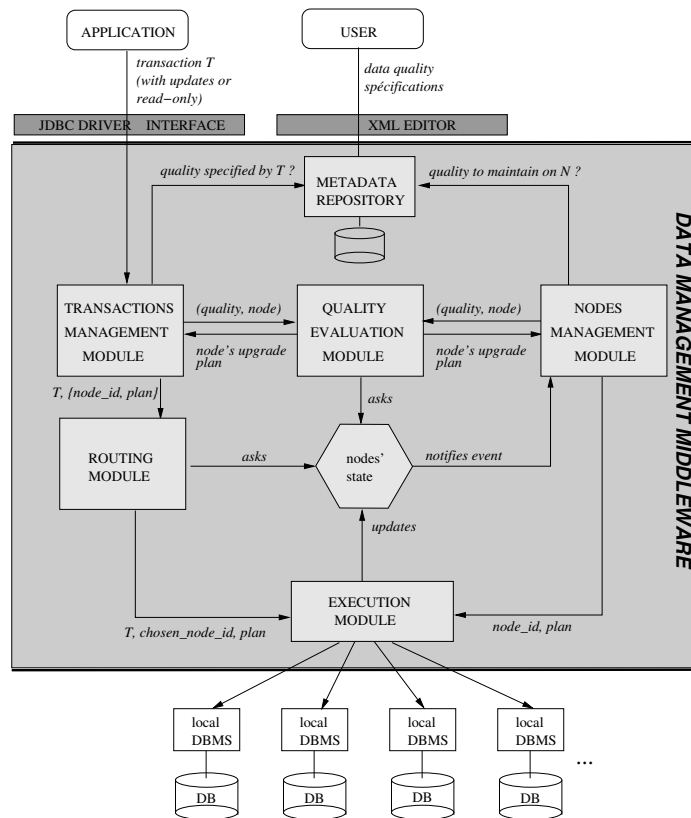 APPLICATION
USER
transaction T
(with updates or
read−only)
data quality
spécifications
JDBC DRIVER INTERFACE
XML EDITOR
quality specified by T ?
METADATA
REPOSITORY
quality to maintain on N ?
DATA MANAGEMENT MIDDLEWARE
TRANSACTIONS
MANAGEMENT
MODULE
(quality, node)
node's upgrade
plan
QUALITY
EVALUATION
MODULE
(quality, node)
node's upgrade
plan
NODES
MANAGEMENT
MODULE
T, {node_id, plan}
asks
ROUTING
MODULE
asks
nodes'
state
notifies event
updates
EXECUTION
MODULE
T, chosen_node_id, plan
node_id, plan
local
DBMS
local
DBMS
local
DBMS
local
DBMS
...
DB
DB
DB
DB